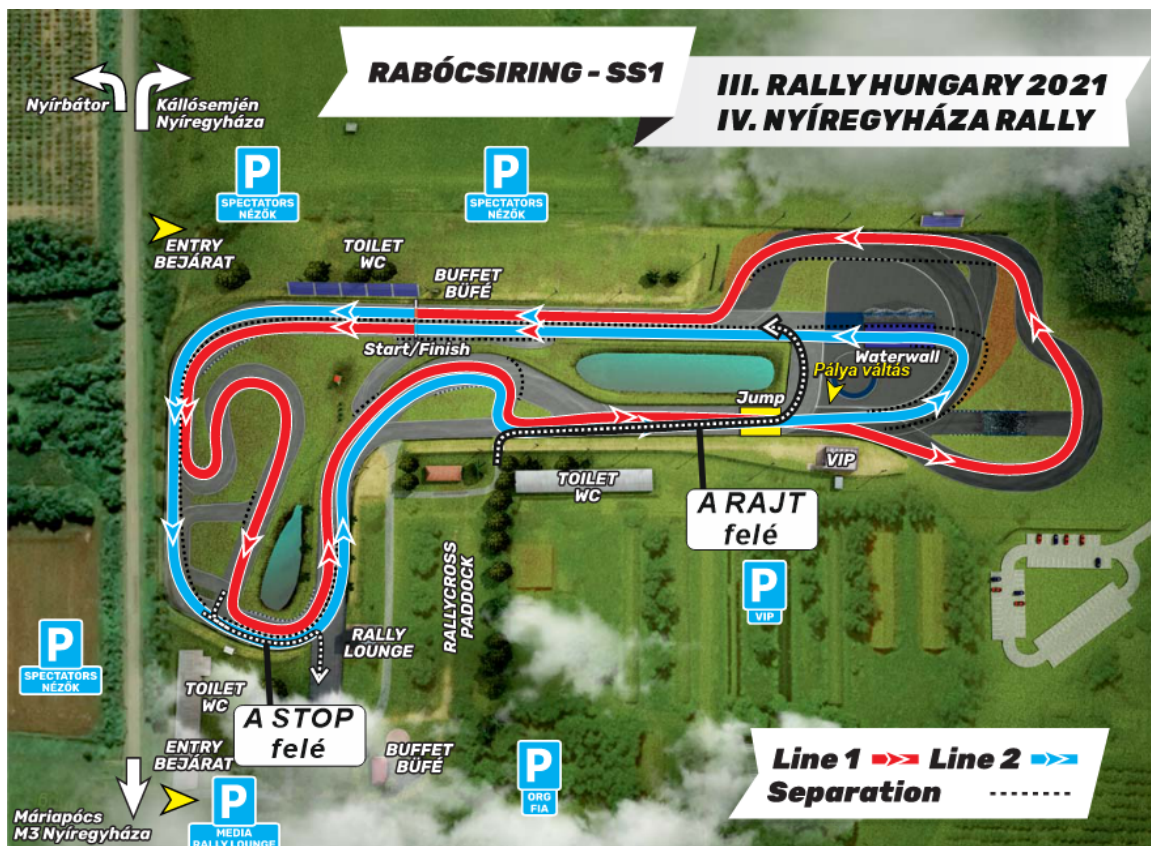 RABÓCSIRING - SS1
III. RALLY HUNGARY 2021
IV. NYÍREGYHÁZA RALLY
Nyírbátor
Kállósemjén
Nyíregyháza
P
SPECTATORS
NÉZŐK
P
SPECTATORS
NÉZŐK
ENTRY
BEJÁRAT
TOILET
WC
BUFFET
BÜFÉ
Start/Finish
Waterwall
Pálya váltás
Jump
VIP
TOILET
WC
A RAJT
felé
P
VIP
RALLYCROSS
PADDOCK
RALLY
LOUNGE
P
SPECTATORS
NÉZŐK
TOILET
WC
A STOP
felé
ENTRY
BEJÁRAT
BUFFET
BÜFÉ
P
ORG
FIA
Máriapócs
M3 Nyíregyháza
P
MEDIA
RALLY LOUNGE
Line 1 Line 2
Separation